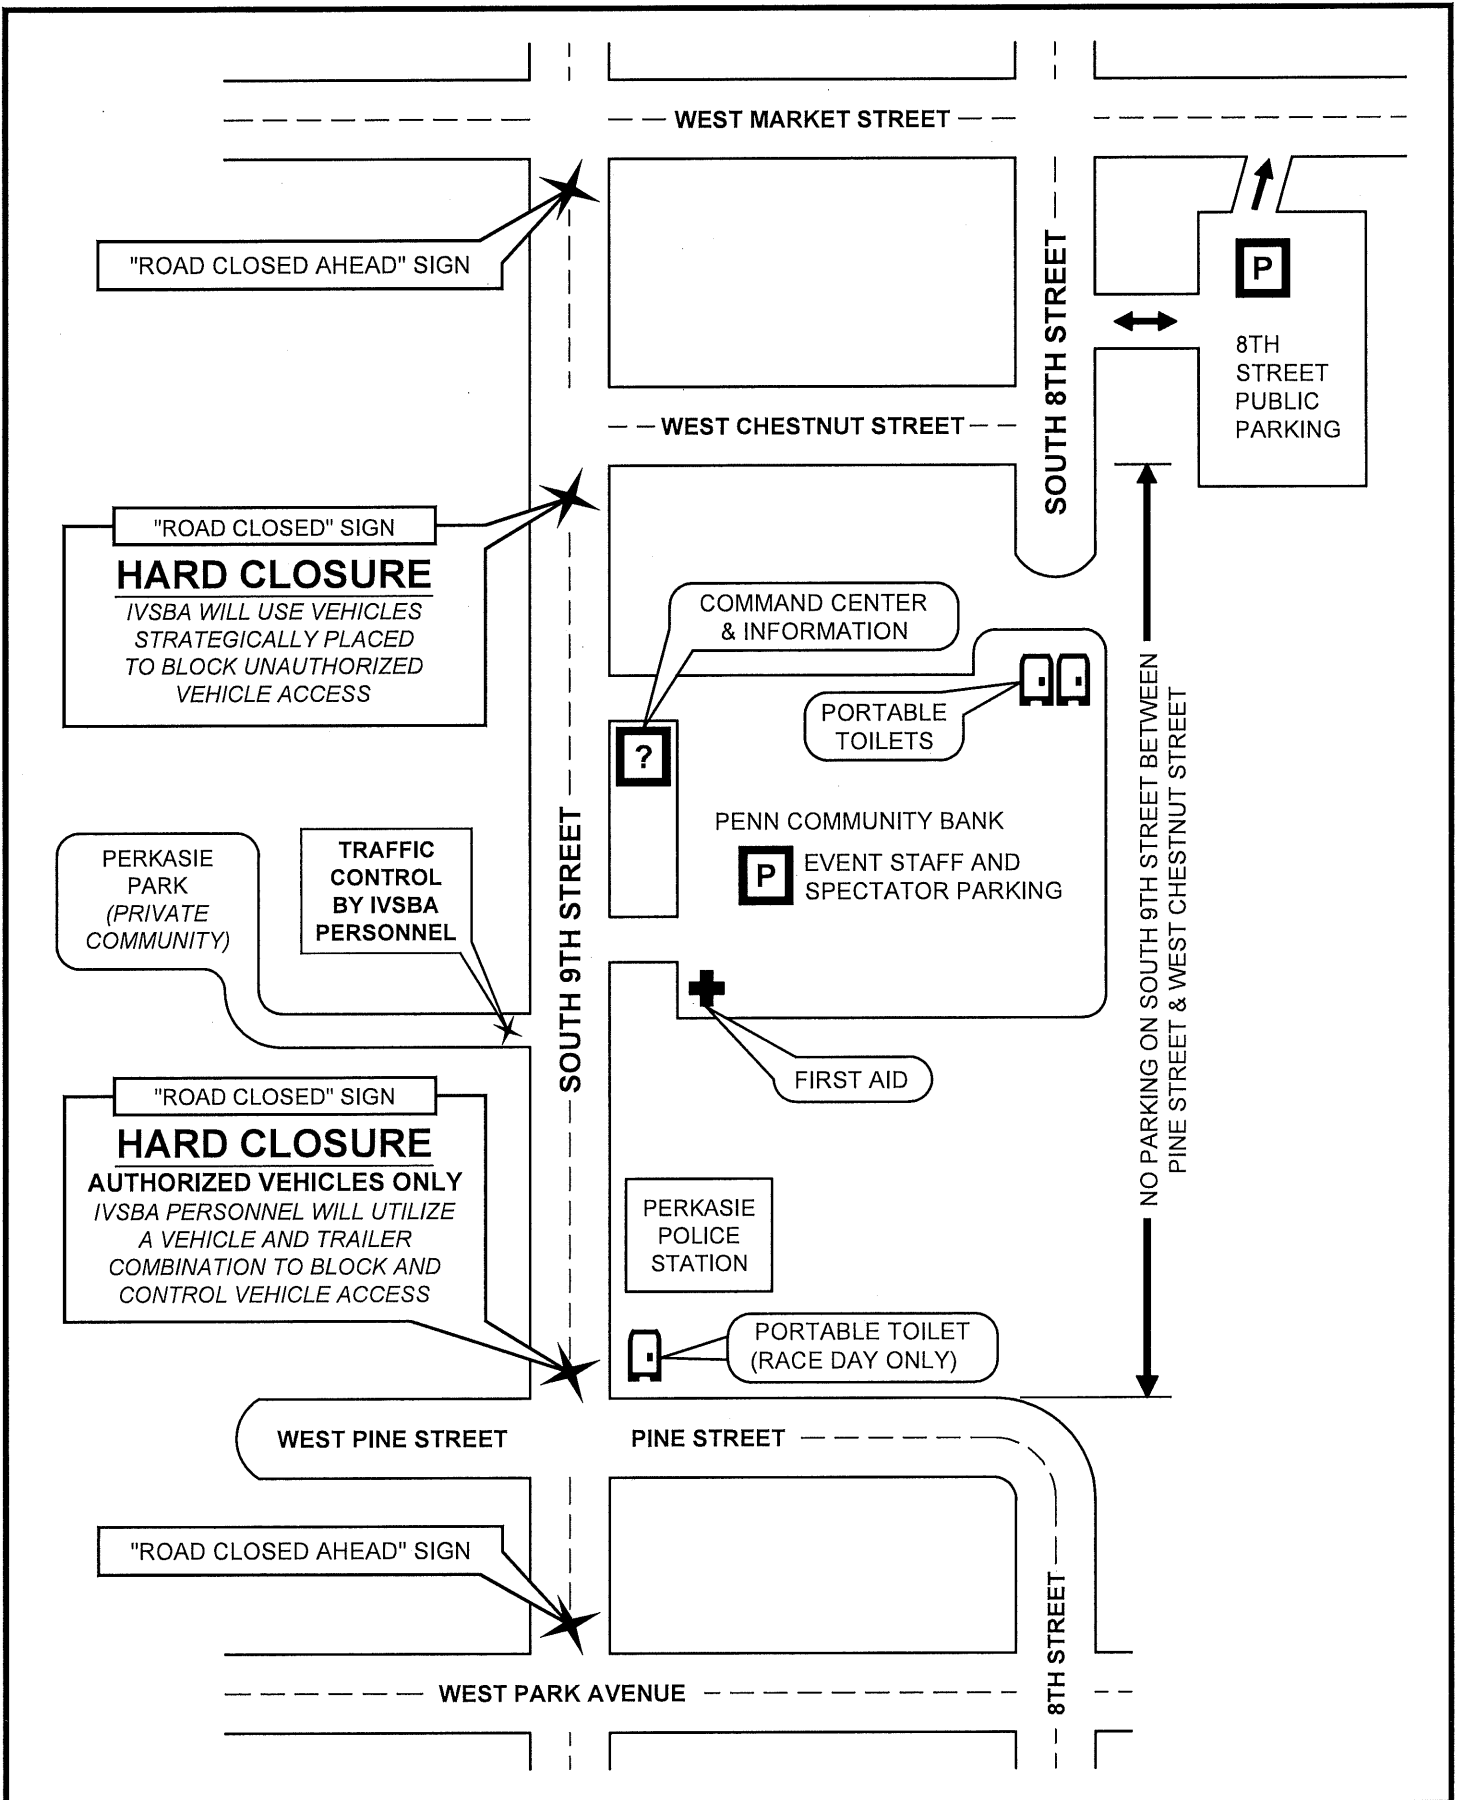 WEST MARKET STREET
"ROAD CLOSED AHEAD" SIGN
SOUTH 8TH STREET
P
8TH
STREET
PUBLIC
PARKING
WEST CHESTNUT STREET
"ROAD CLOSED" SIGN
HARD CLOSURE
IVSBA WILL USE VEHICLES
STRATEGICALLY PLACED
TO BLOCK UNAUTHORIZED
VEHICLE ACCESS
COMMAND CENTER
& INFORMATION
PORTABLE
TOILETS
?
NO PARKING ON SOUTH 9TH STREET BETWEEN
PINE STREET & WEST CHESTNUT STREET
PENN COMMUNITY BANK
P
EVENT STAFF AND
SPECTATOR PARKING
PERKASIE
PARK
(PRIVATE
COMMUNITY)
TRAFFIC
CONTROL
BY IVSBA
PERSONNEL
SOUTH 9TH STREET
FIRST AID
"ROAD CLOSED" SIGN
HARD CLOSURE
AUTHORIZED VEHICLES ONLY
IVSBA PERSONNEL WILL UTILIZE
A VEHICLE AND TRAILER
COMBINATION TO BLOCK AND
CONTROL VEHICLE ACCESS
PERKASIE
POLICE
STATION
PORTABLE TOILET
(RACE DAY ONLY)
WEST PINE STREET
PINE STREET
"ROAD CLOSED AHEAD" SIGN
8TH STREET
WEST PARK AVENUE